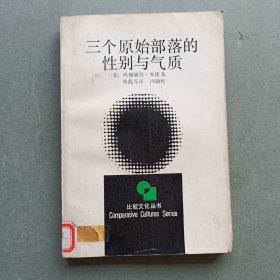 三个原始部落的
性别与气质
〔美〕玛格丽特·米德 著
宋践等译 冯钢校
比较文化丛书
Comparative Cultures Series